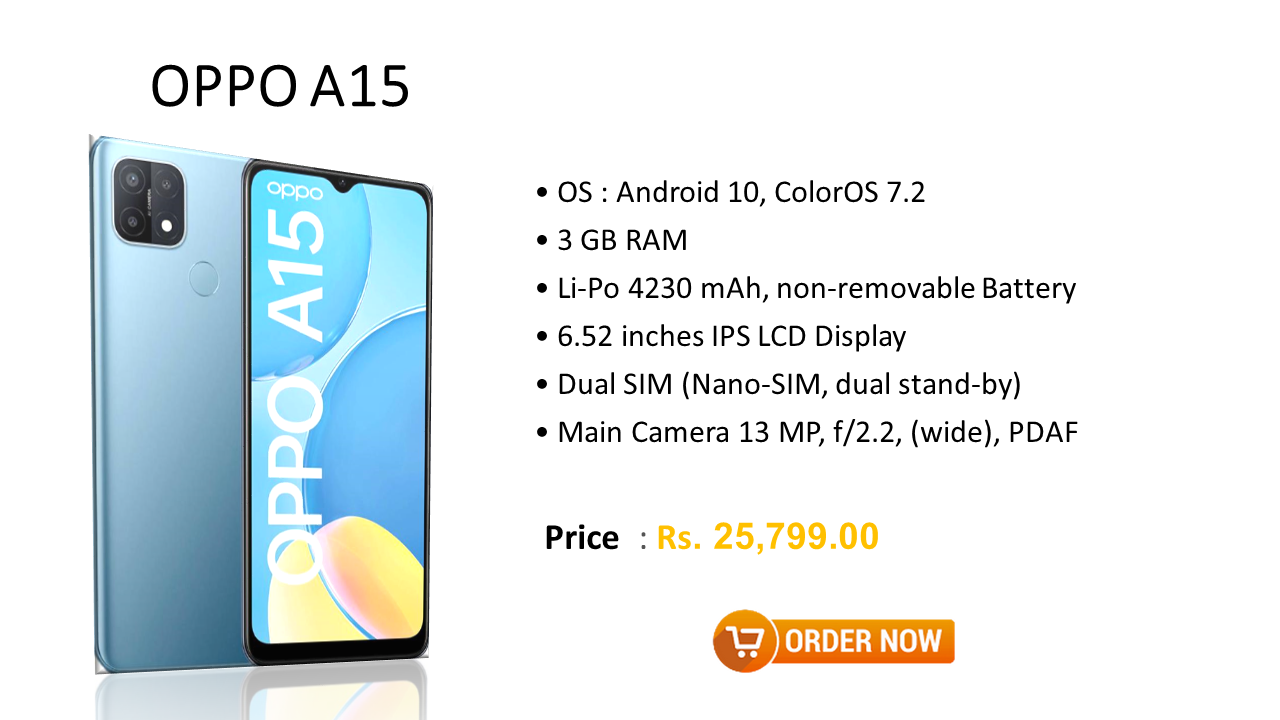 OPPO A15
oppo
OPPO A15
AI CAMERA
• OS : Android 10, ColorOS 7.2
• 3 GB RAM
• Li-Po 4230 mAh, non-removable Battery
• 6.52 inches IPS LCD Display
• Dual SIM (Nano-SIM, dual stand-by)
• Main Camera 13 MP, f/2.2, (wide), PDAF
Price : Rs. 25,799.00
ORDER NOW